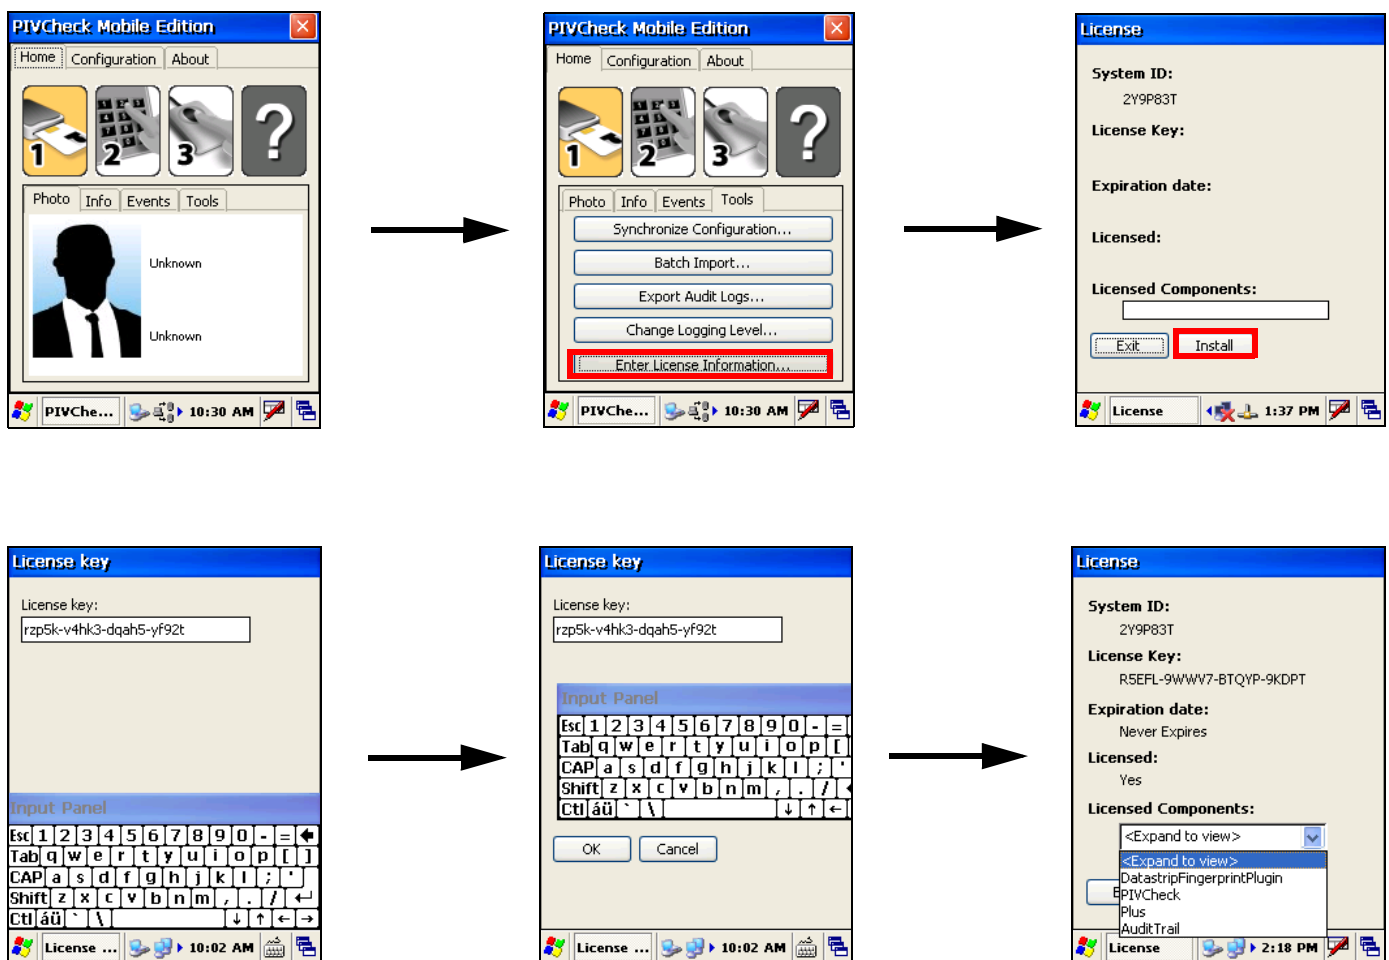 PIVCheck Mobile Edition
Home Configuration About
1 2 3 ?
Photo Info Events Tools
Unknown
Unknown
PIVChe... 10:30 AM
PIVCheck Mobile Edition
Home Configuration About
1 2 3 ?
Photo Info Events Tools
Synchronize Configuration...
Batch Import...
Export Audit Logs...
Change Logging Level...
Enter License Information...
PIVChe... 10:30 AM
License
System ID:
2Y9P83T
License Key:
Expiration date:
Licensed:
Licensed Components:
Exit Install
License 1:37 PM
License key
License key:
rzp5k-v4hk3-dqah5-yf92t
Input Panel
Esc 1 2 3 4 5 6 7 8 9 0 - =
Tab q w e r t y u i o p [ ]
CAP a s d f g h j k l ; '
Shift z x c v b n m , . /
Ctl áü ` \ ↓ ↑ ← →
License ... 10:02 AM
License key
License key:
rzp5k-v4hk3-dqah5-yf92t
Input Panel
Esc 1 2 3 4 5 6 7 8 9 0 - =
Tab q w e r t y u i o p [
CAP a s d f g h j k l ; '
Shift z x c v b n m , . /
Ctl áü ` \ ↓ ↑ ←
OK Cancel
License ... 10:02 AM
License
System ID:
2Y9P83T
License Key:
R5EFL-9WWV7-BTQYP-9KDPT
Expiration date:
Never Expires
Licensed:
Yes
Licensed Components:
<Expand to view>
<Expand to view>
DatastripFingerprintPlugin
PIVCheck
Plus
AuditTrail
License 2:18 PM